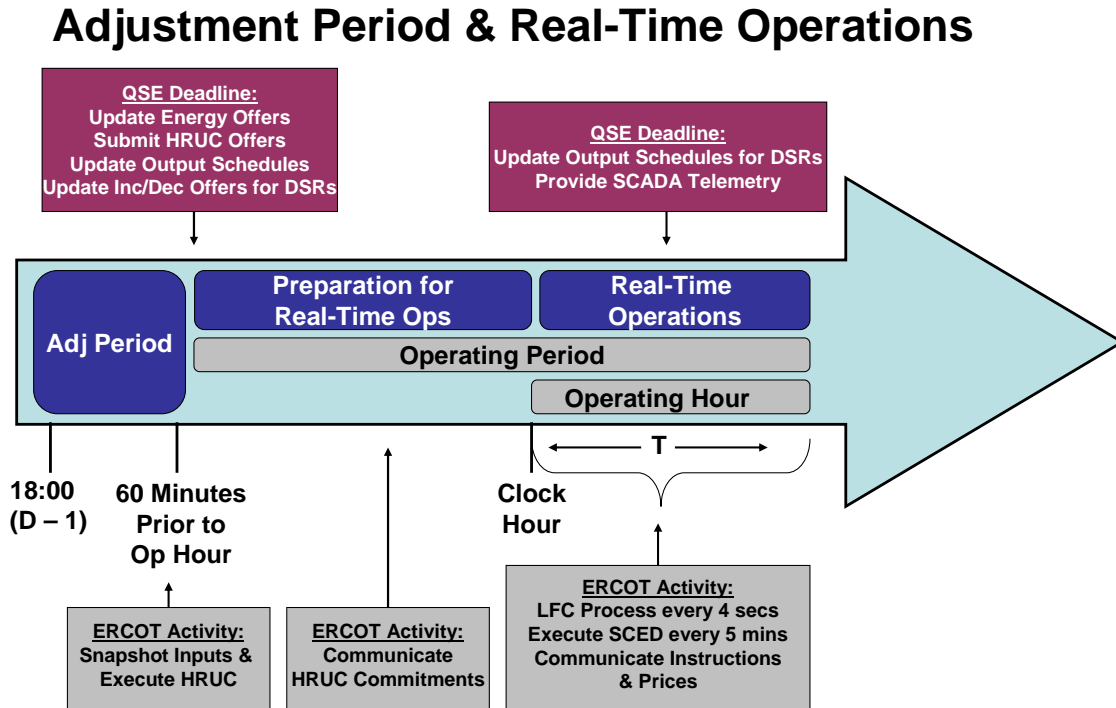 Adjustment Period & Real-Time Operations
QSE Deadline:
Update Energy Offers
Submit HRUC Offers
Update Output Schedules
Update Inc/Dec Offers for DSRs
QSE Deadline:
Update Output Schedules for DSRs
Provide SCADA Telemetry
Adj Period
Preparation for
Real-Time Ops
Real-Time
Operations
Operating Period
Operating Hour
T
18:00
(D – 1)
60 Minutes
Prior to
Op Hour
Clock
Hour
ERCOT Activity:
Snapshot Inputs &
Execute HRUC
ERCOT Activity:
Communicate
HRUC Commitments
ERCOT Activity:
LFC Process every 4 secs
Execute SCED every 5 mins
Communicate Instructions
& Prices